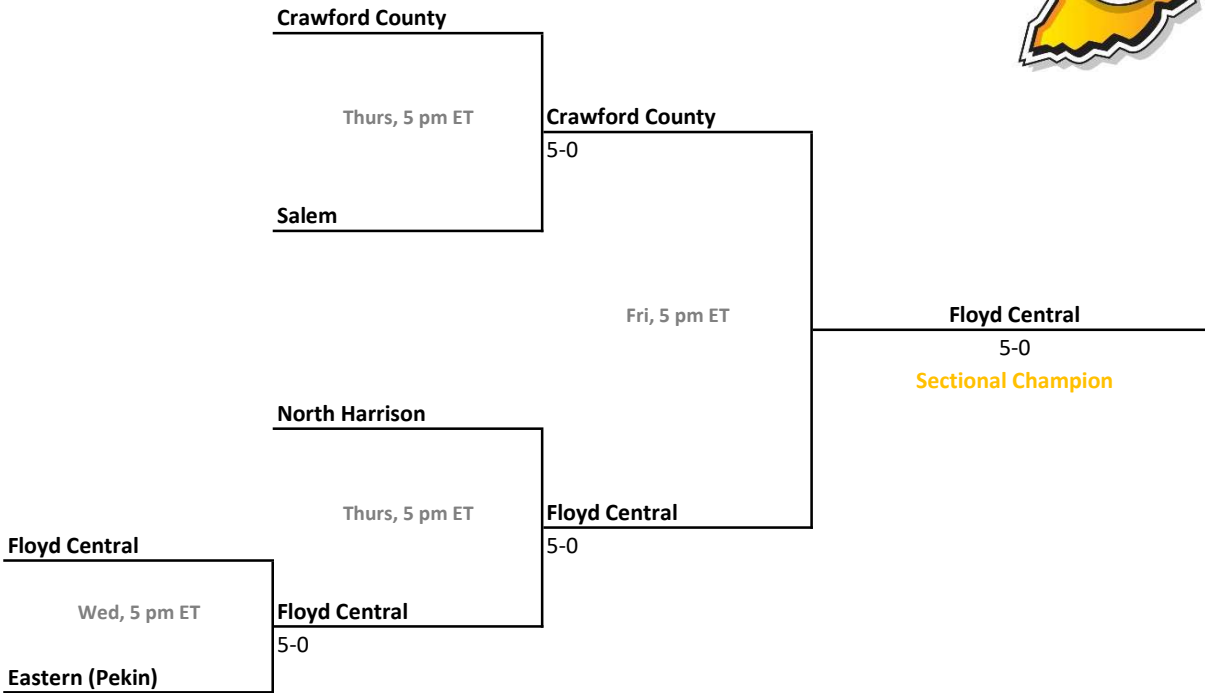 Crawford County
Thurs, 5 pm ET
Crawford County
5-0
Salem
Fri, 5 pm ET
Floyd Central
5-0
Sectional Champion
North Harrison
Thurs, 5 pm ET
Floyd Central
5-0
Floyd Central
Wed, 5 pm ET
Floyd Central
5-0
Eastern (Pekin)